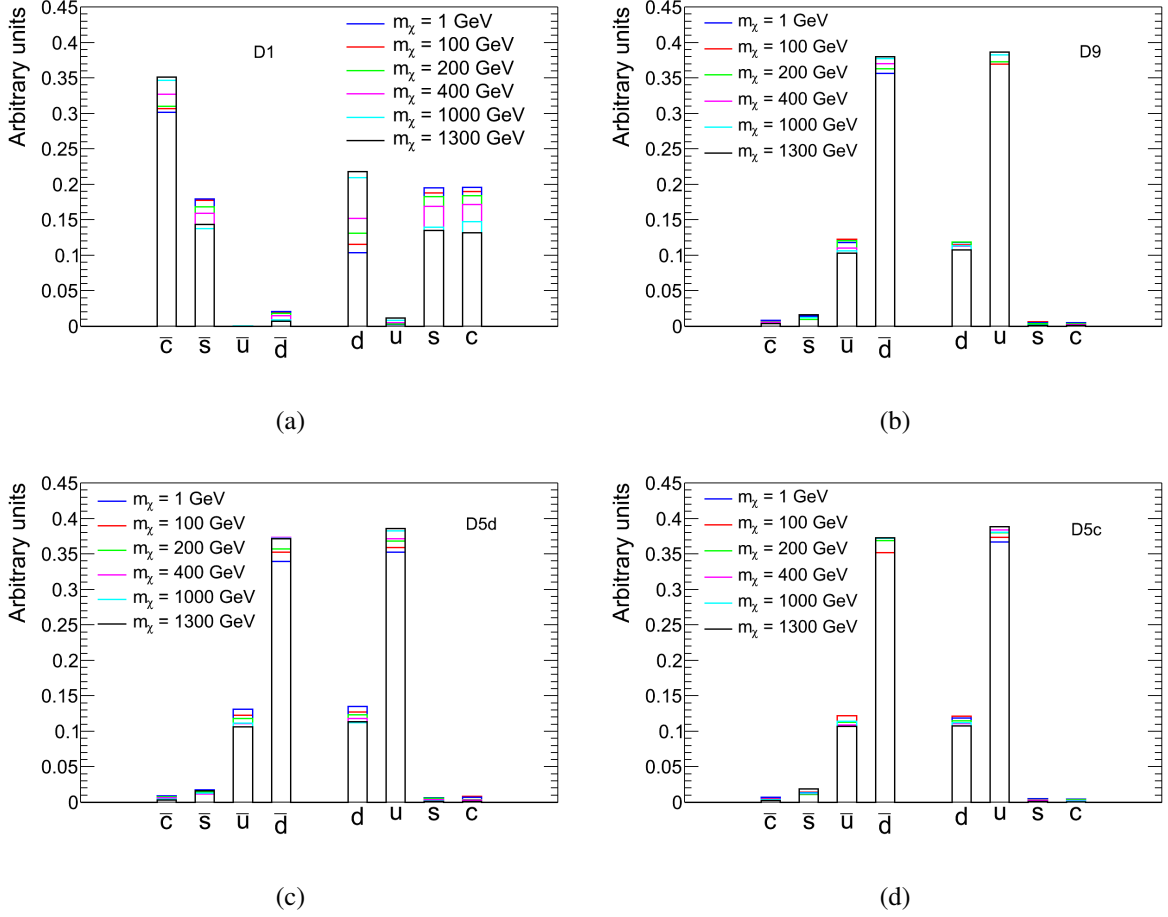 Arbitrary units
0.45
0.4
0.35
0.3
0.25
0.2
0.15
0.1
0.05
0
D1
mχ = 1 GeV
mχ = 100 GeV
mχ = 200 GeV
mχ = 400 GeV
mχ = 1000 GeV
mχ = 1300 GeV
c̅ s̅ u̅ d̅ d u s c
(a)
Arbitrary units
0.45
0.4
0.35
0.3
0.25
0.2
0.15
0.1
0.05
0
mχ = 1 GeV
mχ = 100 GeV
mχ = 200 GeV
mχ = 400 GeV
mχ = 1000 GeV
mχ = 1300 GeV
D9
c̅ s̅ u̅ d̅ d u s c
(b)
Arbitrary units
0.45
0.4
0.35
0.3
0.25
0.2
0.15
0.1
0.05
0
mχ = 1 GeV
mχ = 100 GeV
mχ = 200 GeV
mχ = 400 GeV
mχ = 1000 GeV
mχ = 1300 GeV
D5d
c̅ s̅ u̅ d̅ d u s c
(c)
Arbitrary units
0.45
0.4
0.35
0.3
0.25
0.2
0.15
0.1
0.05
0
mχ = 1 GeV
mχ = 100 GeV
mχ = 200 GeV
mχ = 400 GeV
mχ = 1000 GeV
mχ = 1300 GeV
D5c
c̅ s̅ u̅ d̅ d u s c
(d)